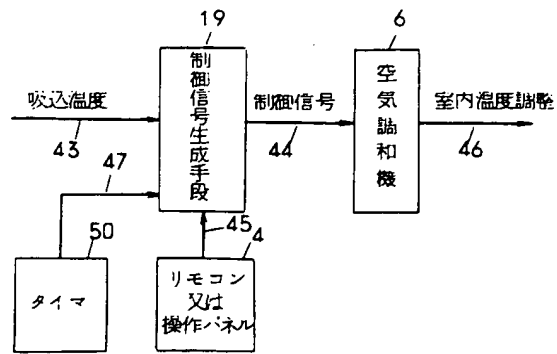 19
6
吸込温度
43
制御信号生成手段
制御信号
44
空気調和機
室内温度調整
46
47
45
50
4
タイマ
リモコン
又は
操作パネル